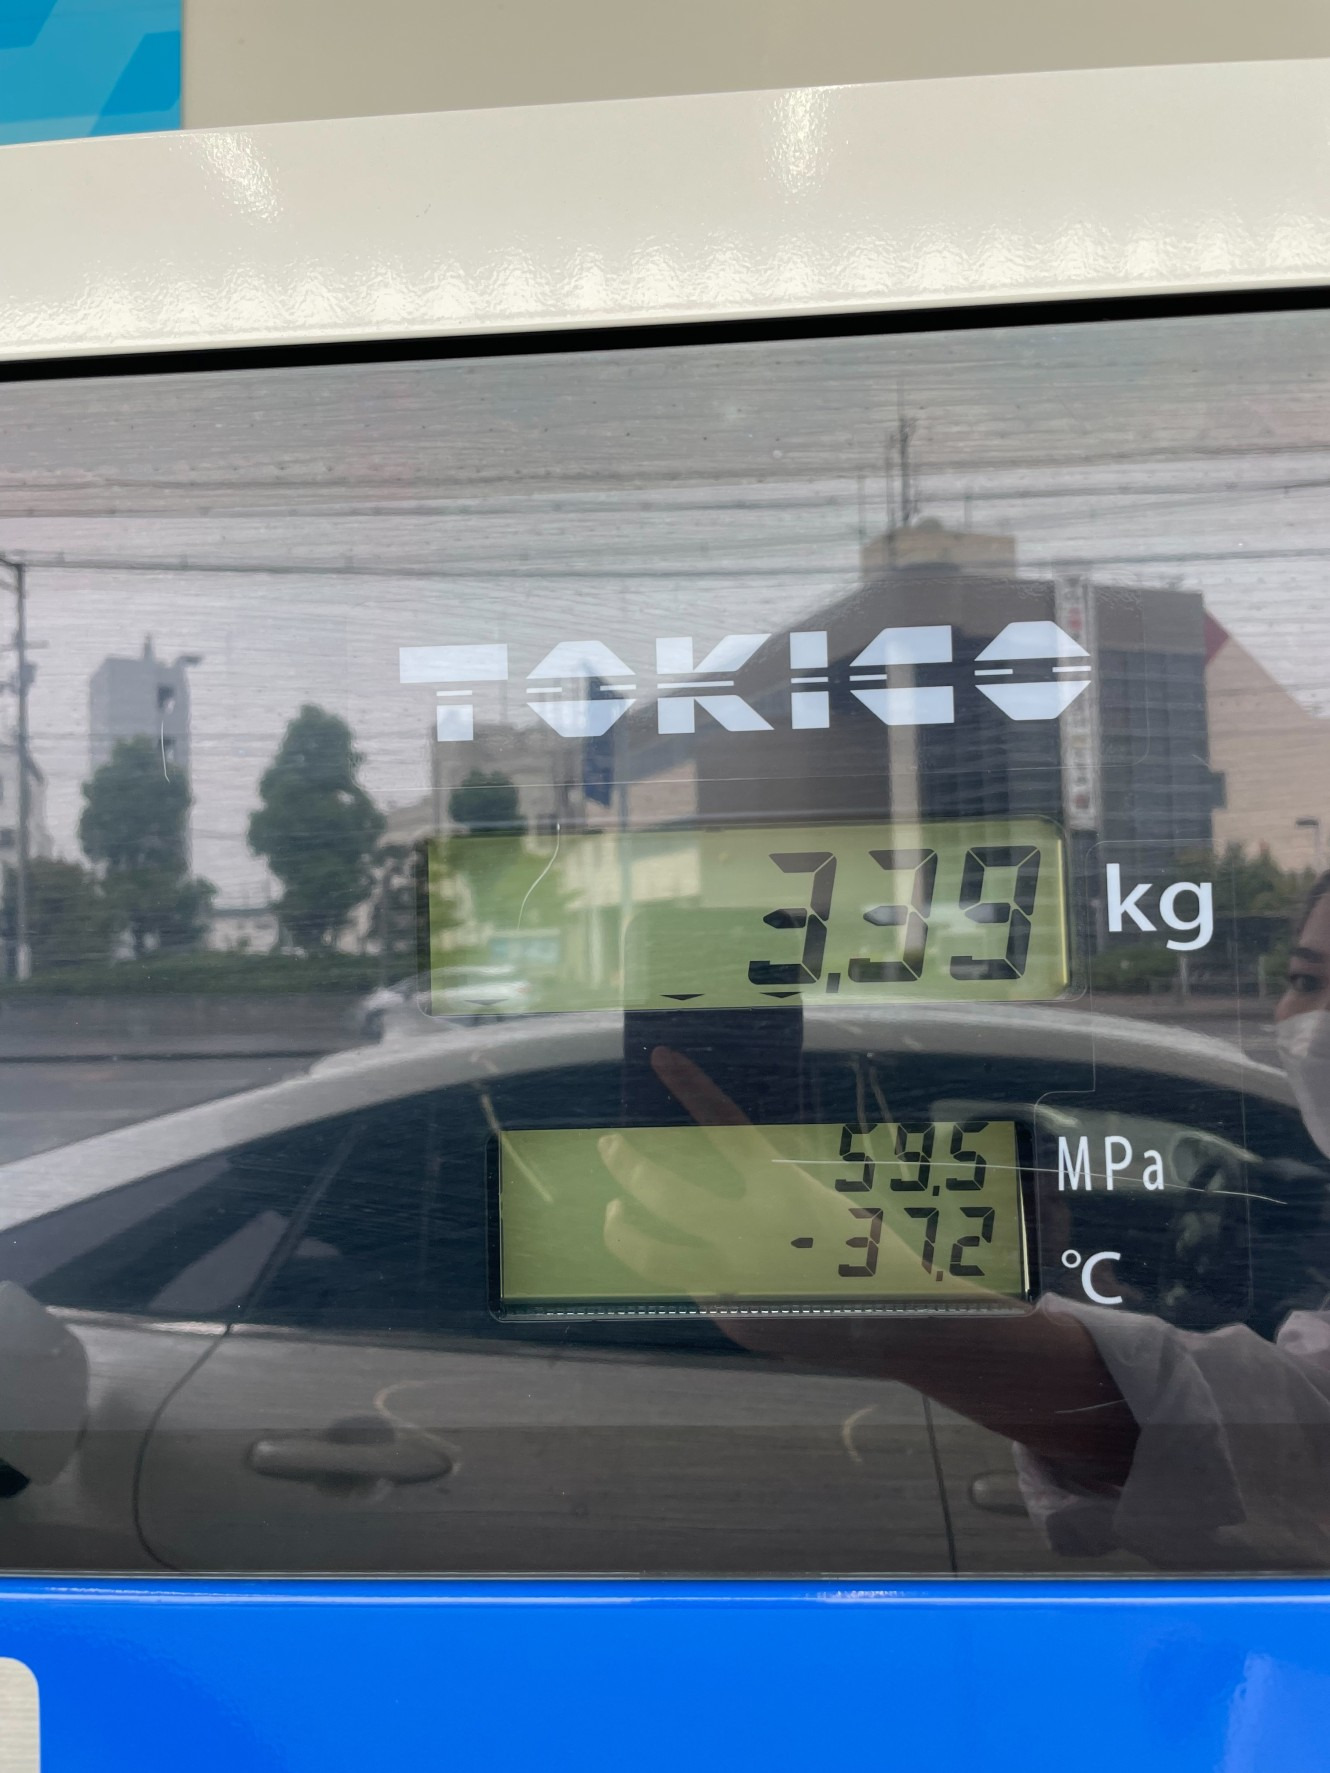 TOKICO
3.39 kg
59.5 MPa
-37.2 °C